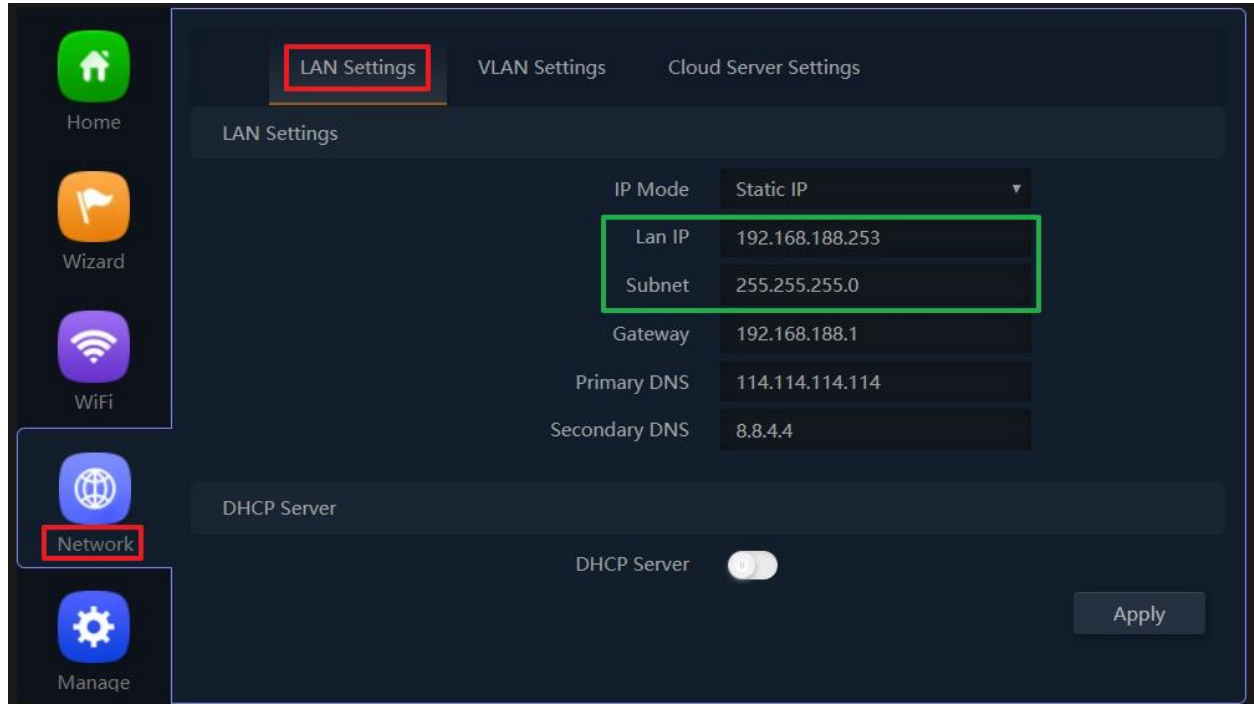 LAN Settings VLAN Settings Cloud Server Settings
Home
LAN Settings
IP Mode Static IP
Lan IP 192.168.188.253
Wizard
Subnet 255.255.255.0
Gateway 192.168.188.1
Primary DNS 114.114.114.114
WiFi
Secondary DNS 8.8.4.4
DHCP Server
Network
DHCP Server
Apply
Manage